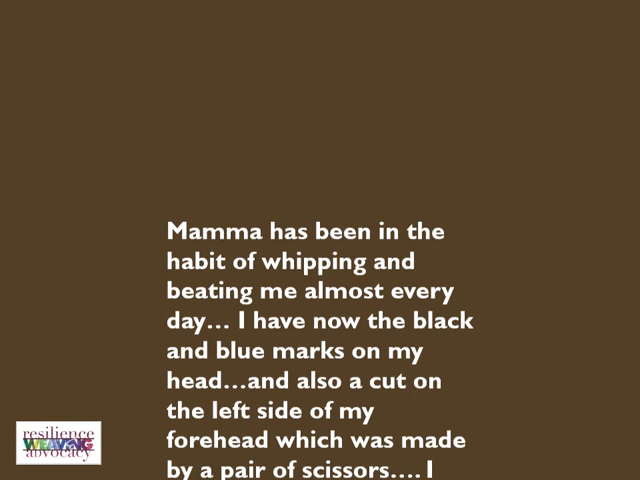 Mamma has been in the
habit of whipping and
beating me almost every
day… I have now the black
and blue marks on my
head…and also a cut on
the left side of my
forehead which was made
by a pair of scissors…. I
resilience
WEAVING
advocacy